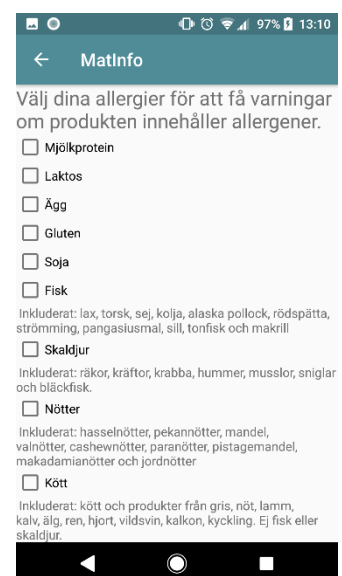 97% 13:10
MatInfo
Välj dina allergier för att få varningar
om produkten innehåller allergener.
Mjölkprotein
Laktos
Ägg
Gluten
Soja
Fisk
Inkluderat: lax, torsk, sej, kolja, alaska pollock, rödspätta,
strömming, pangasiusmal, sill, tonfisk och makrill
Skaldjur
Inkluderat: räkor, kräftor, krabba, hummer, musslor, sniglar
och bläckfisk.
Nötter
Inkluderat: hasselnötter, pekannötter, mandel,
valnötter, cashewnötter, paranötter, pistagemandel,
makadamianötter och jordnötter
Kött
Inkluderat: kött och produkter från gris, nöt, lamm,
kalv, älg, ren, hjort, vildsvin, kalkon, kyckling. Ej fisk eller
skaldjur.